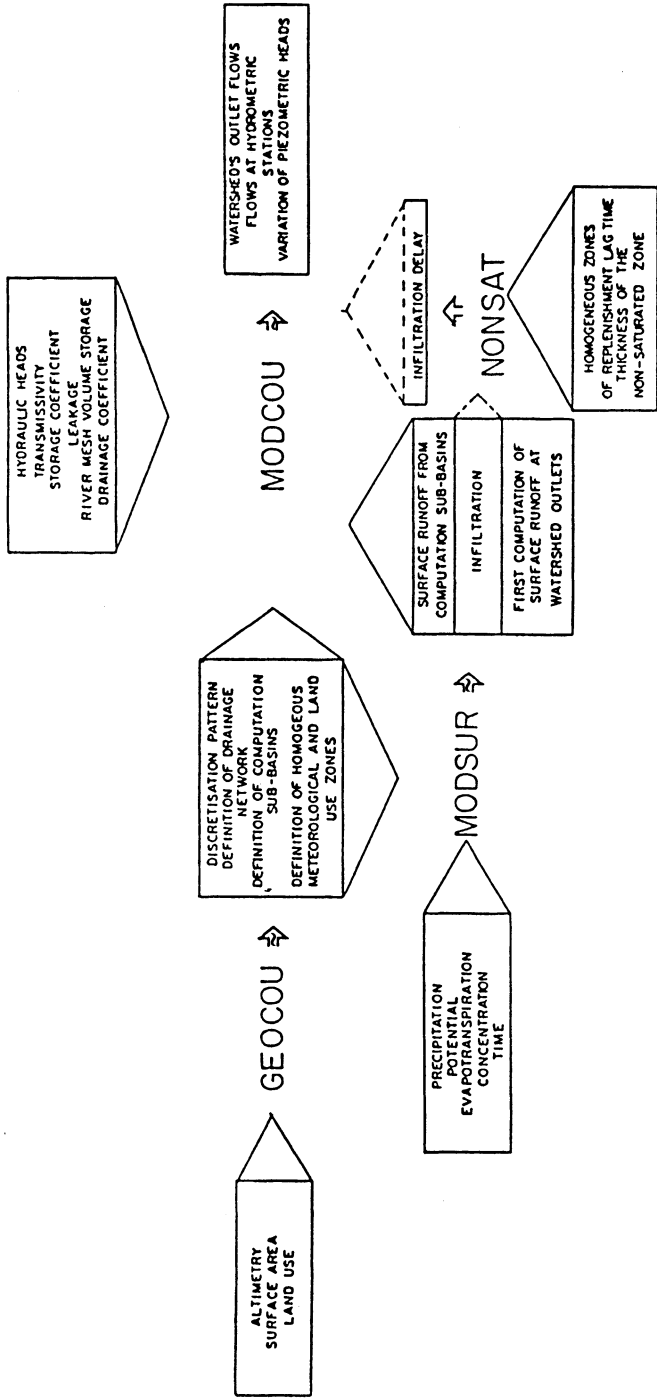 ALTIMETRY
SURFACE AREA
LAND USE
GEOCOU
DISCRETISATION PATTERN
DEFINITION OF DRAINAGE
NETWORK
DEFINITION OF COMPUTATION
SUB-BASINS
DEFINITION OF HOMOGEOUS
METEOROLOGICAL AND LAND
USE ZONES
HYDRAULIC HEADS
TRANSMISSIVITY
STORAGE COEFFICIENT
LEAKAGE
RIVER MESH VOLUME STORAGE
DRAINAGE COEFFICIENT
MODCOU
WATERSHED'S OUTLET FLOWS
FLOWS AT HYDROMETRIC
STATIONS
VARIATION OF PIEZOMETRIC HEADS
PRECIPITATION
POTENTIAL
EVAPOTRANSPIRATION
CONCENTRATION
TIME
MODSUR
SURFACE RUNOFF FROM
COMPUTATION SUB-BASINS
INFILTRATION
FIRST COMPUTATION OF
SURFACE RUNOFF AT
WATERSHED OUTLETS
INFILTRATION DELAY
NONSAT
HOMOGENEOUS ZONES
OF REPLENISHMENT LAG TIME
THICKNESS OF THE
NON-SATURATED ZONE